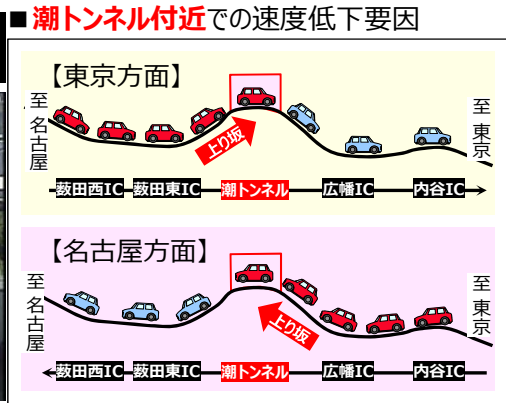 ■潮トンネル付近での速度低下要因
【東京方面】
至名古屋
至東京
上り坂
薮田西IC 薮田東IC 潮トンネル 広幡IC 内谷IC
【名古屋方面】
至名古屋
至東京
上り坂
薮田西IC 薮田東IC 潮トンネル 広幡IC 内谷IC